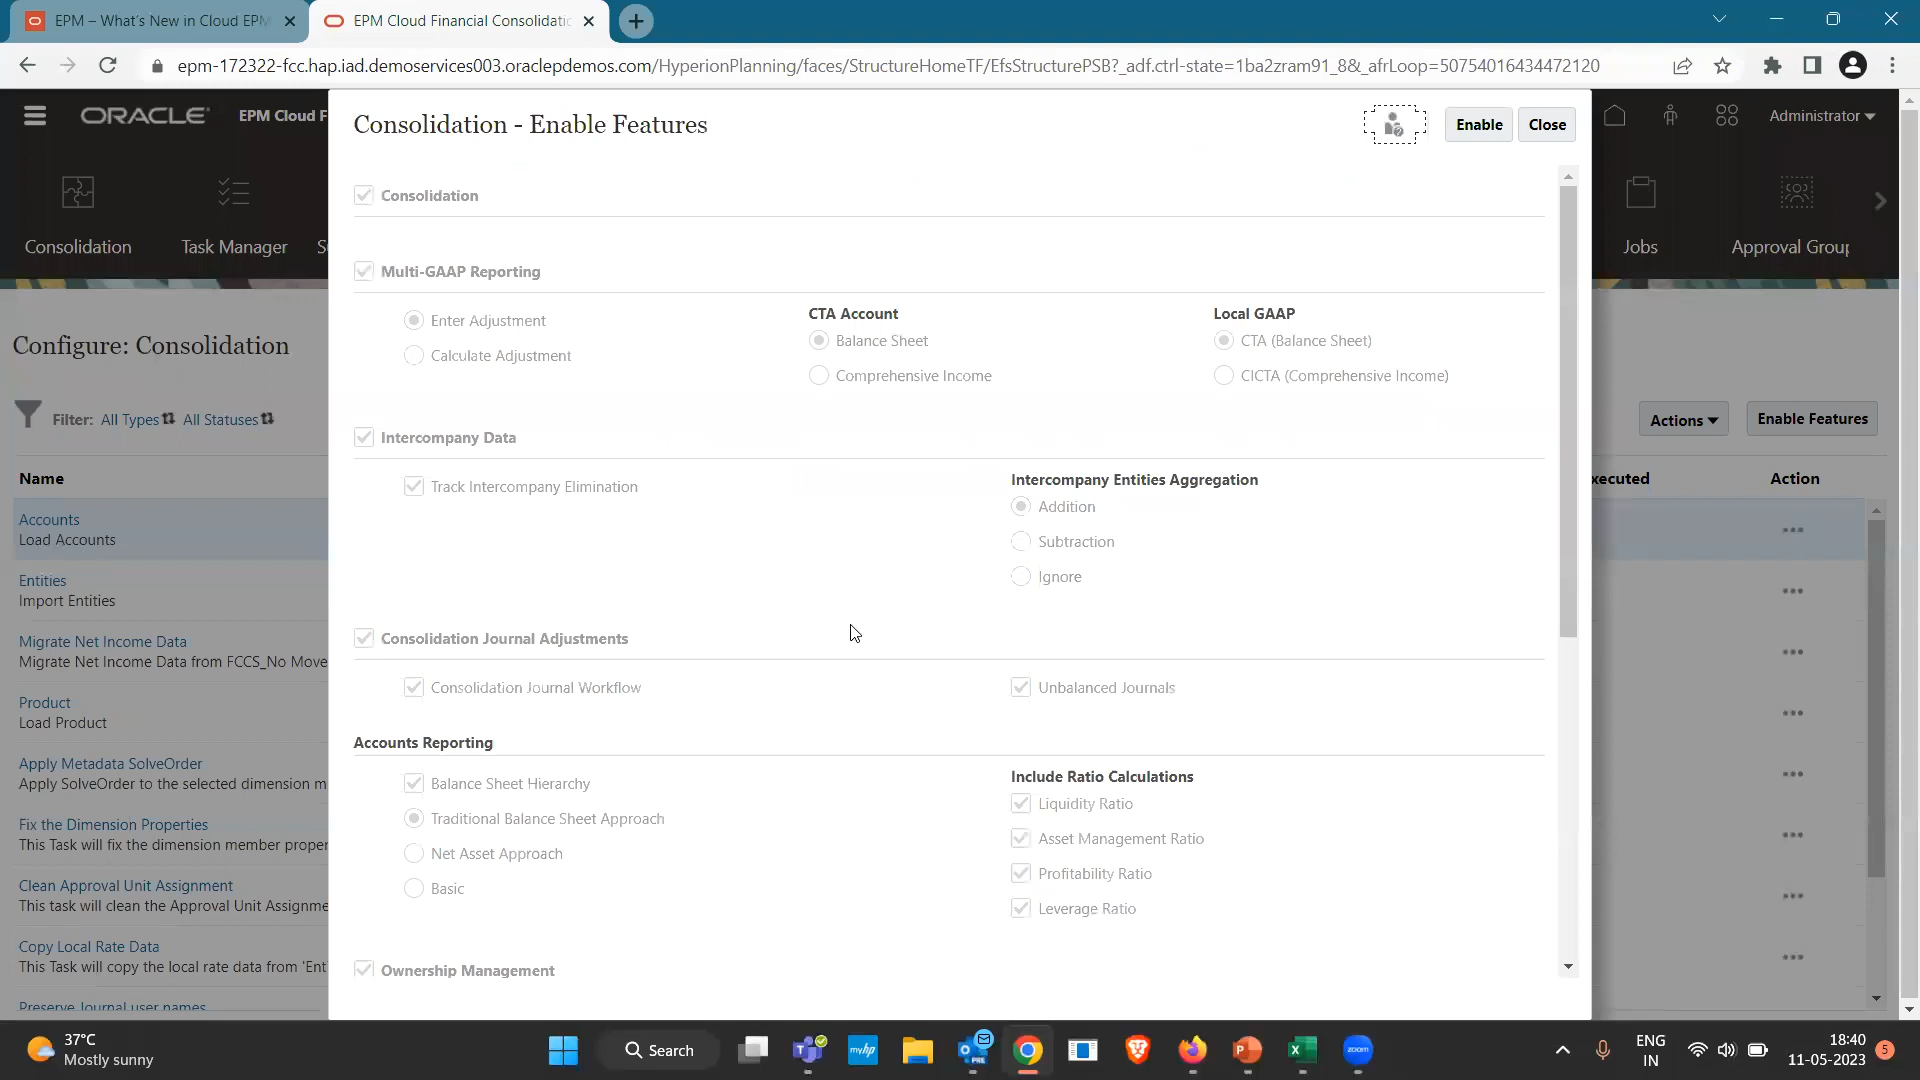 EPM – What's New in Cloud EPM
EPM Cloud Financial Consolidatic
epm-172322-fcc.hap.iad.demoservices003.oraclepdemos.com/HyperionPlanning/faces/StructureHomeTF/EfsStructurePSB?_adf.ctrl-state=1ba2zram91_8&_afrLoop=50754016434472120
ORACLE EPM Cloud F
Administrator
Consolidation
Task Manager
S
Jobs
Approval Group
Configure: Consolidation
Filter: All Types All Statuses
Actions
Enable Features
Name
xecuted
Action
Accounts
Load Accounts
Entities
Import Entities
Migrate Net Income Data
Migrate Net Income Data from FCCS_No Move
Product
Load Product
Apply Metadata SolveOrder
Apply SolveOrder to the selected dimension m
Fix the Dimension Properties
This Task will fix the dimension member proper
Clean Approval Unit Assignment
This task will clean the Approval Unit Assignme
Copy Local Rate Data
This Task will copy the local rate data from 'Ent
Preserve Journal user names
Consolidation - Enable Features
Enable
Close
Consolidation
Multi-GAAP Reporting
Enter Adjustment
Calculate Adjustment
CTA Account
Balance Sheet
Comprehensive Income
Local GAAP
CTA (Balance Sheet)
CICTA (Comprehensive Income)
Intercompany Data
Track Intercompany Elimination
Intercompany Entities Aggregation
Addition
Subtraction
Ignore
Consolidation Journal Adjustments
Consolidation Journal Workflow
Unbalanced Journals
Accounts Reporting
Balance Sheet Hierarchy
Traditional Balance Sheet Approach
Net Asset Approach
Basic
Include Ratio Calculations
Liquidity Ratio
Asset Management Ratio
Profitability Ratio
Leverage Ratio
Ownership Management
37°C
Mostly sunny
Search
myhp
PRE
zoom
ENG
IN
18:40
11-05-2023
5